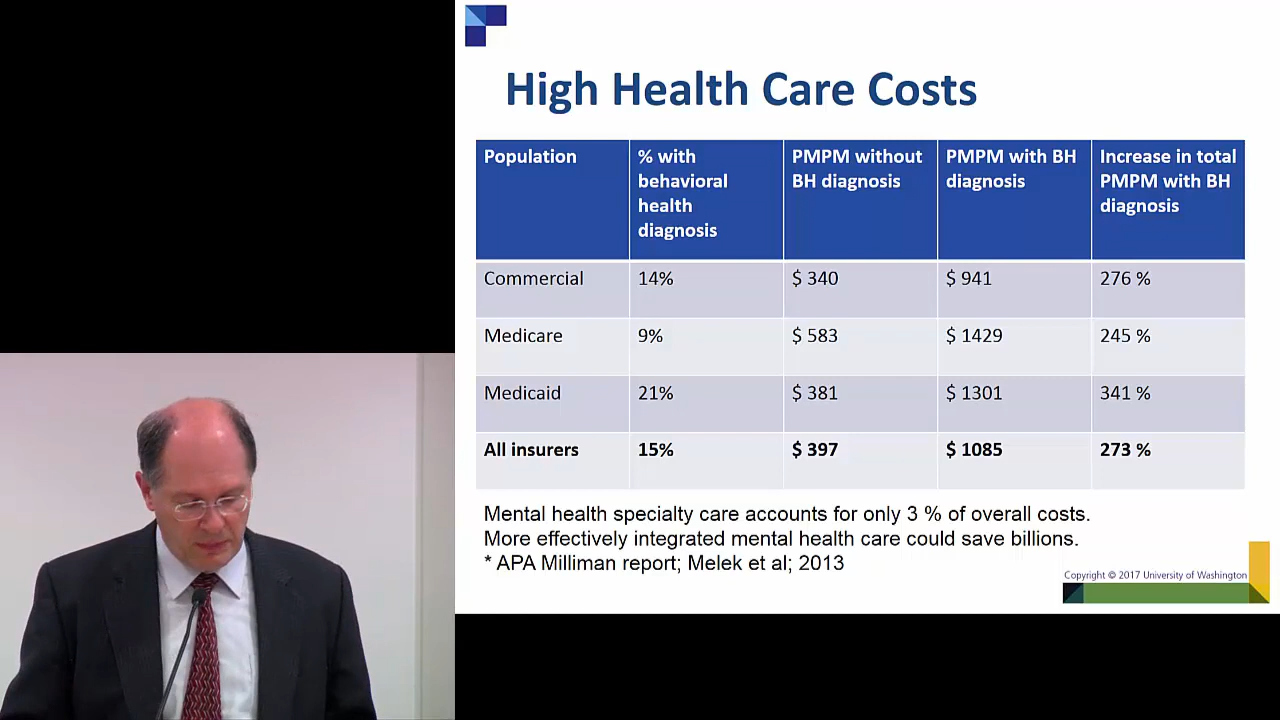 High Health Care Costs
Population
% with
behavioral
health
diagnosis
PMPM without
BH diagnosis
PMPM with BH
diagnosis
Increase in total
PMPM with BH
diagnosis
Commercial
14%
$ 340
$ 941
276 %
Medicare
9%
$ 583
$ 1429
245 %
Medicaid
21%
$ 381
$ 1301
341 %
All insurers
15%
$ 397
$ 1085
273 %
Mental health specialty care accounts for only 3 % of overall costs.
More effectively integrated mental health care could save billions.
* APA Milliman report; Melek et al; 2013
Copyright © 2017 University of Washington